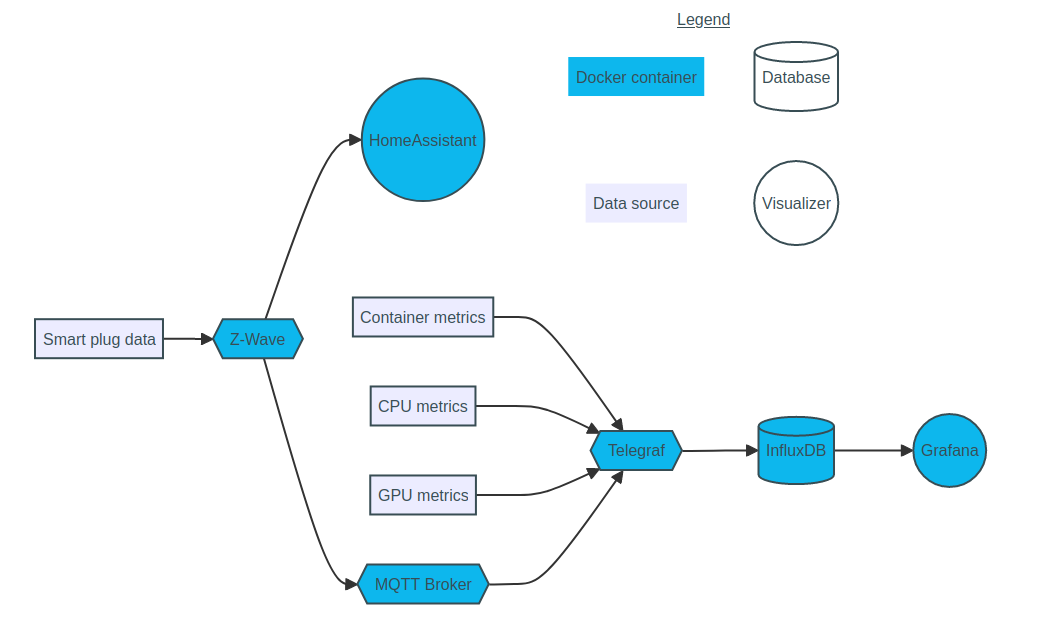 Legend
Docker container
Database
HomeAssistant
Data source
Visualizer
Container metrics
Smart plug data
Z-Wave
CPU metrics
Telegraf
InfluxDB
Grafana
GPU metrics
MQTT Broker